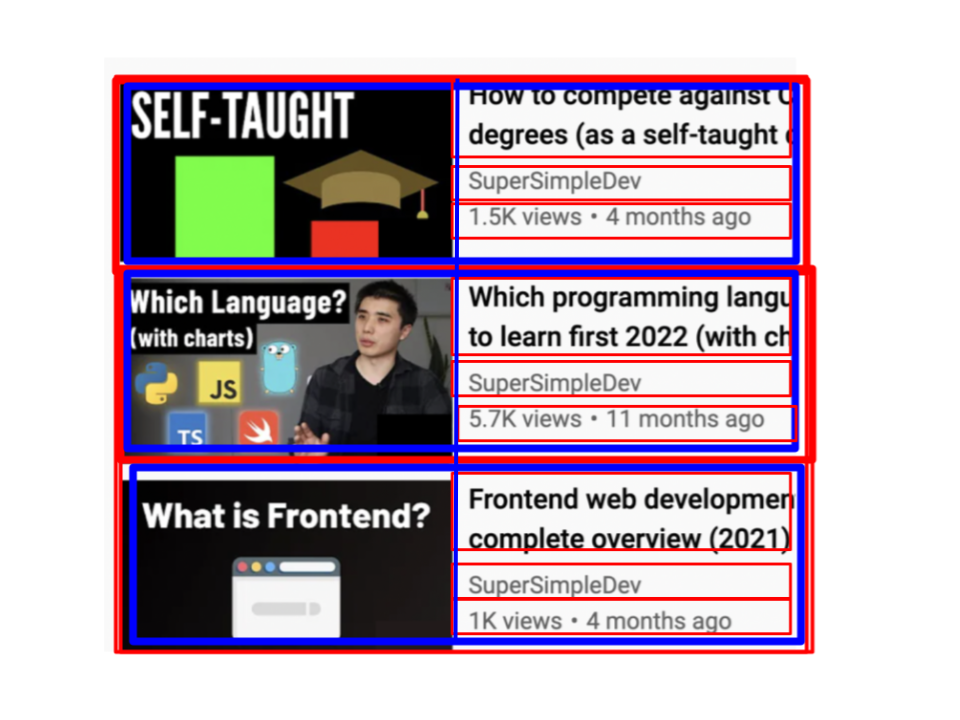 SELF-TAUGHT
How to compete against
degrees (as a self-taught
SuperSimpleDev
1.5K views • 4 months ago
Which Language?
(with charts)
JS
TS
Which programming langu
to learn first 2022 (with ch
SuperSimpleDev
5.7K views • 11 months ago
What is Frontend?
Frontend web developmen
complete overview (2021)
SuperSimpleDev
1K views • 4 months ago